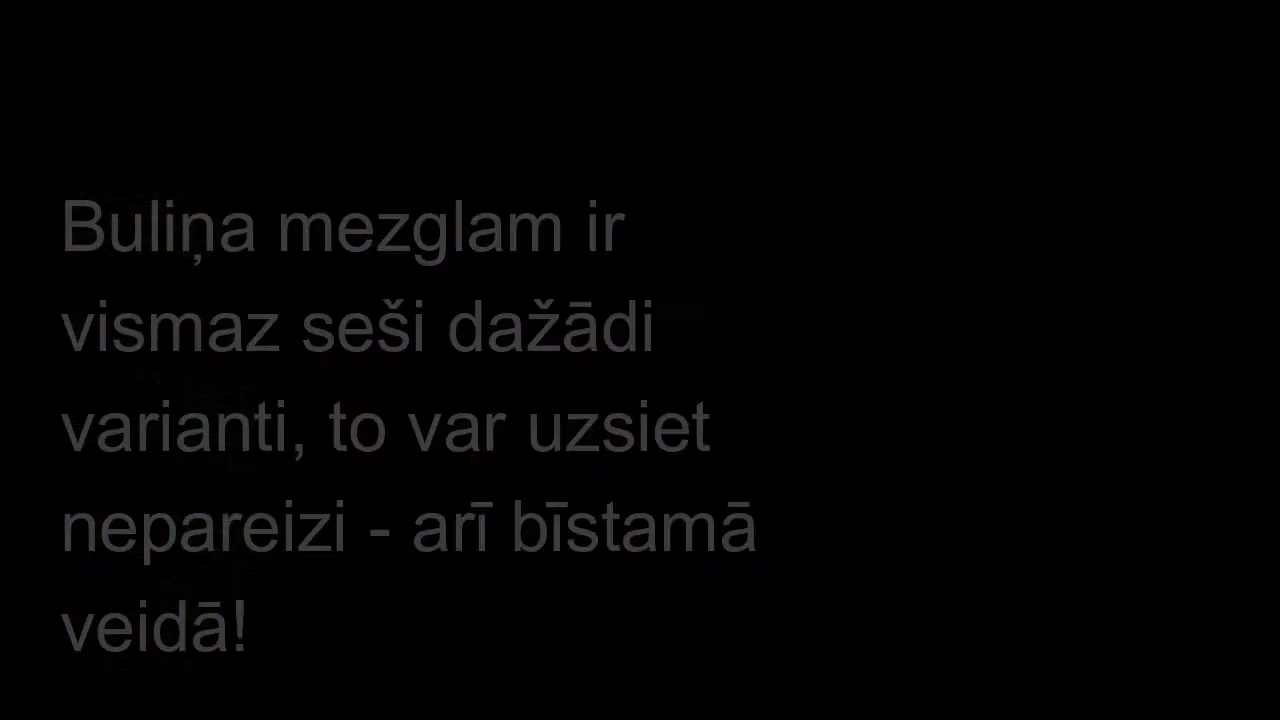 Buliņa mezglam ir
vismaz seši dažādi
varianti, to var uzsiet
nepareizi - arī bīstamā
veidā!